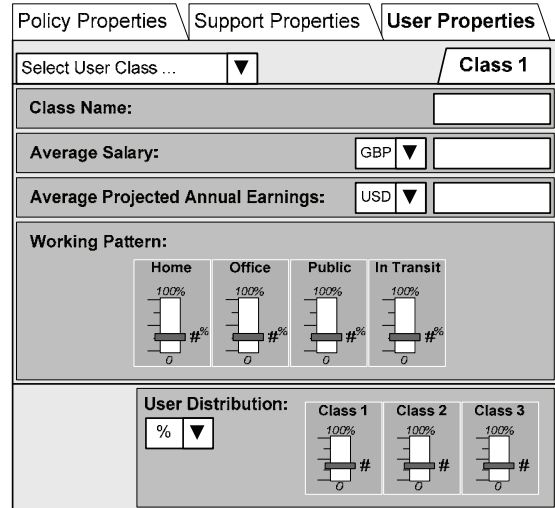 Policy Properties Support Properties User Properties
Select User Class ... ▼ Class 1
Class Name:
Average Salary: GBP ▼
Average Projected Annual Earnings: USD ▼
Working Pattern:
Home Office Public In Transit
100% 100% 100% 100%
#% #% #% #%
0 0 0 0
User Distribution: Class 1 Class 2 Class 3
% ▼ 100% 100% 100%
# # #
0 0 0